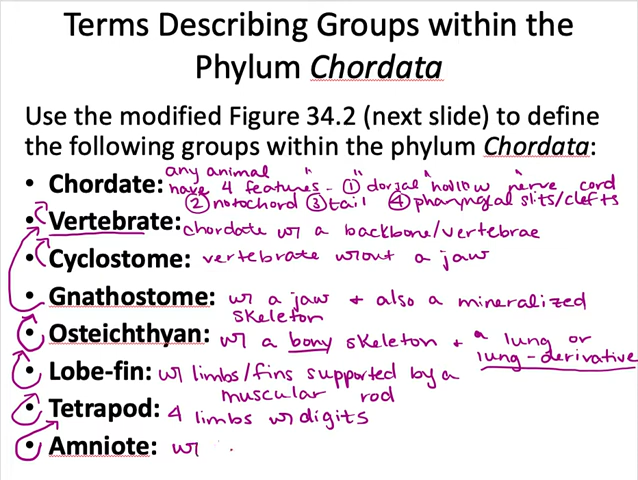 Terms Describing Groups within the
Phylum Chordata
Use the modified Figure 34.2 (next slide) to define
the following groups within the phylum Chordata:
any animal " " " "
• Chordate: have 4 features - ① dorsal hollow nerve cord
② notochord ③ tail ④ pharyngal slits/clefts
• Vertebrate: chordate w/ a backbone/vertebrae
• Cyclostome: vertebrate w/out a jaw
• Gnathostome: w/ a jaw + also a mineralized
skeleton
• Osteichthyan: w/ a bony skeleton + a lung or
lung-derivative
• Lobe-fin: w/ limbs/fins supported by a
muscular rod
• Tetrapod: 4 limbs w/ digits
• Amniote: w/